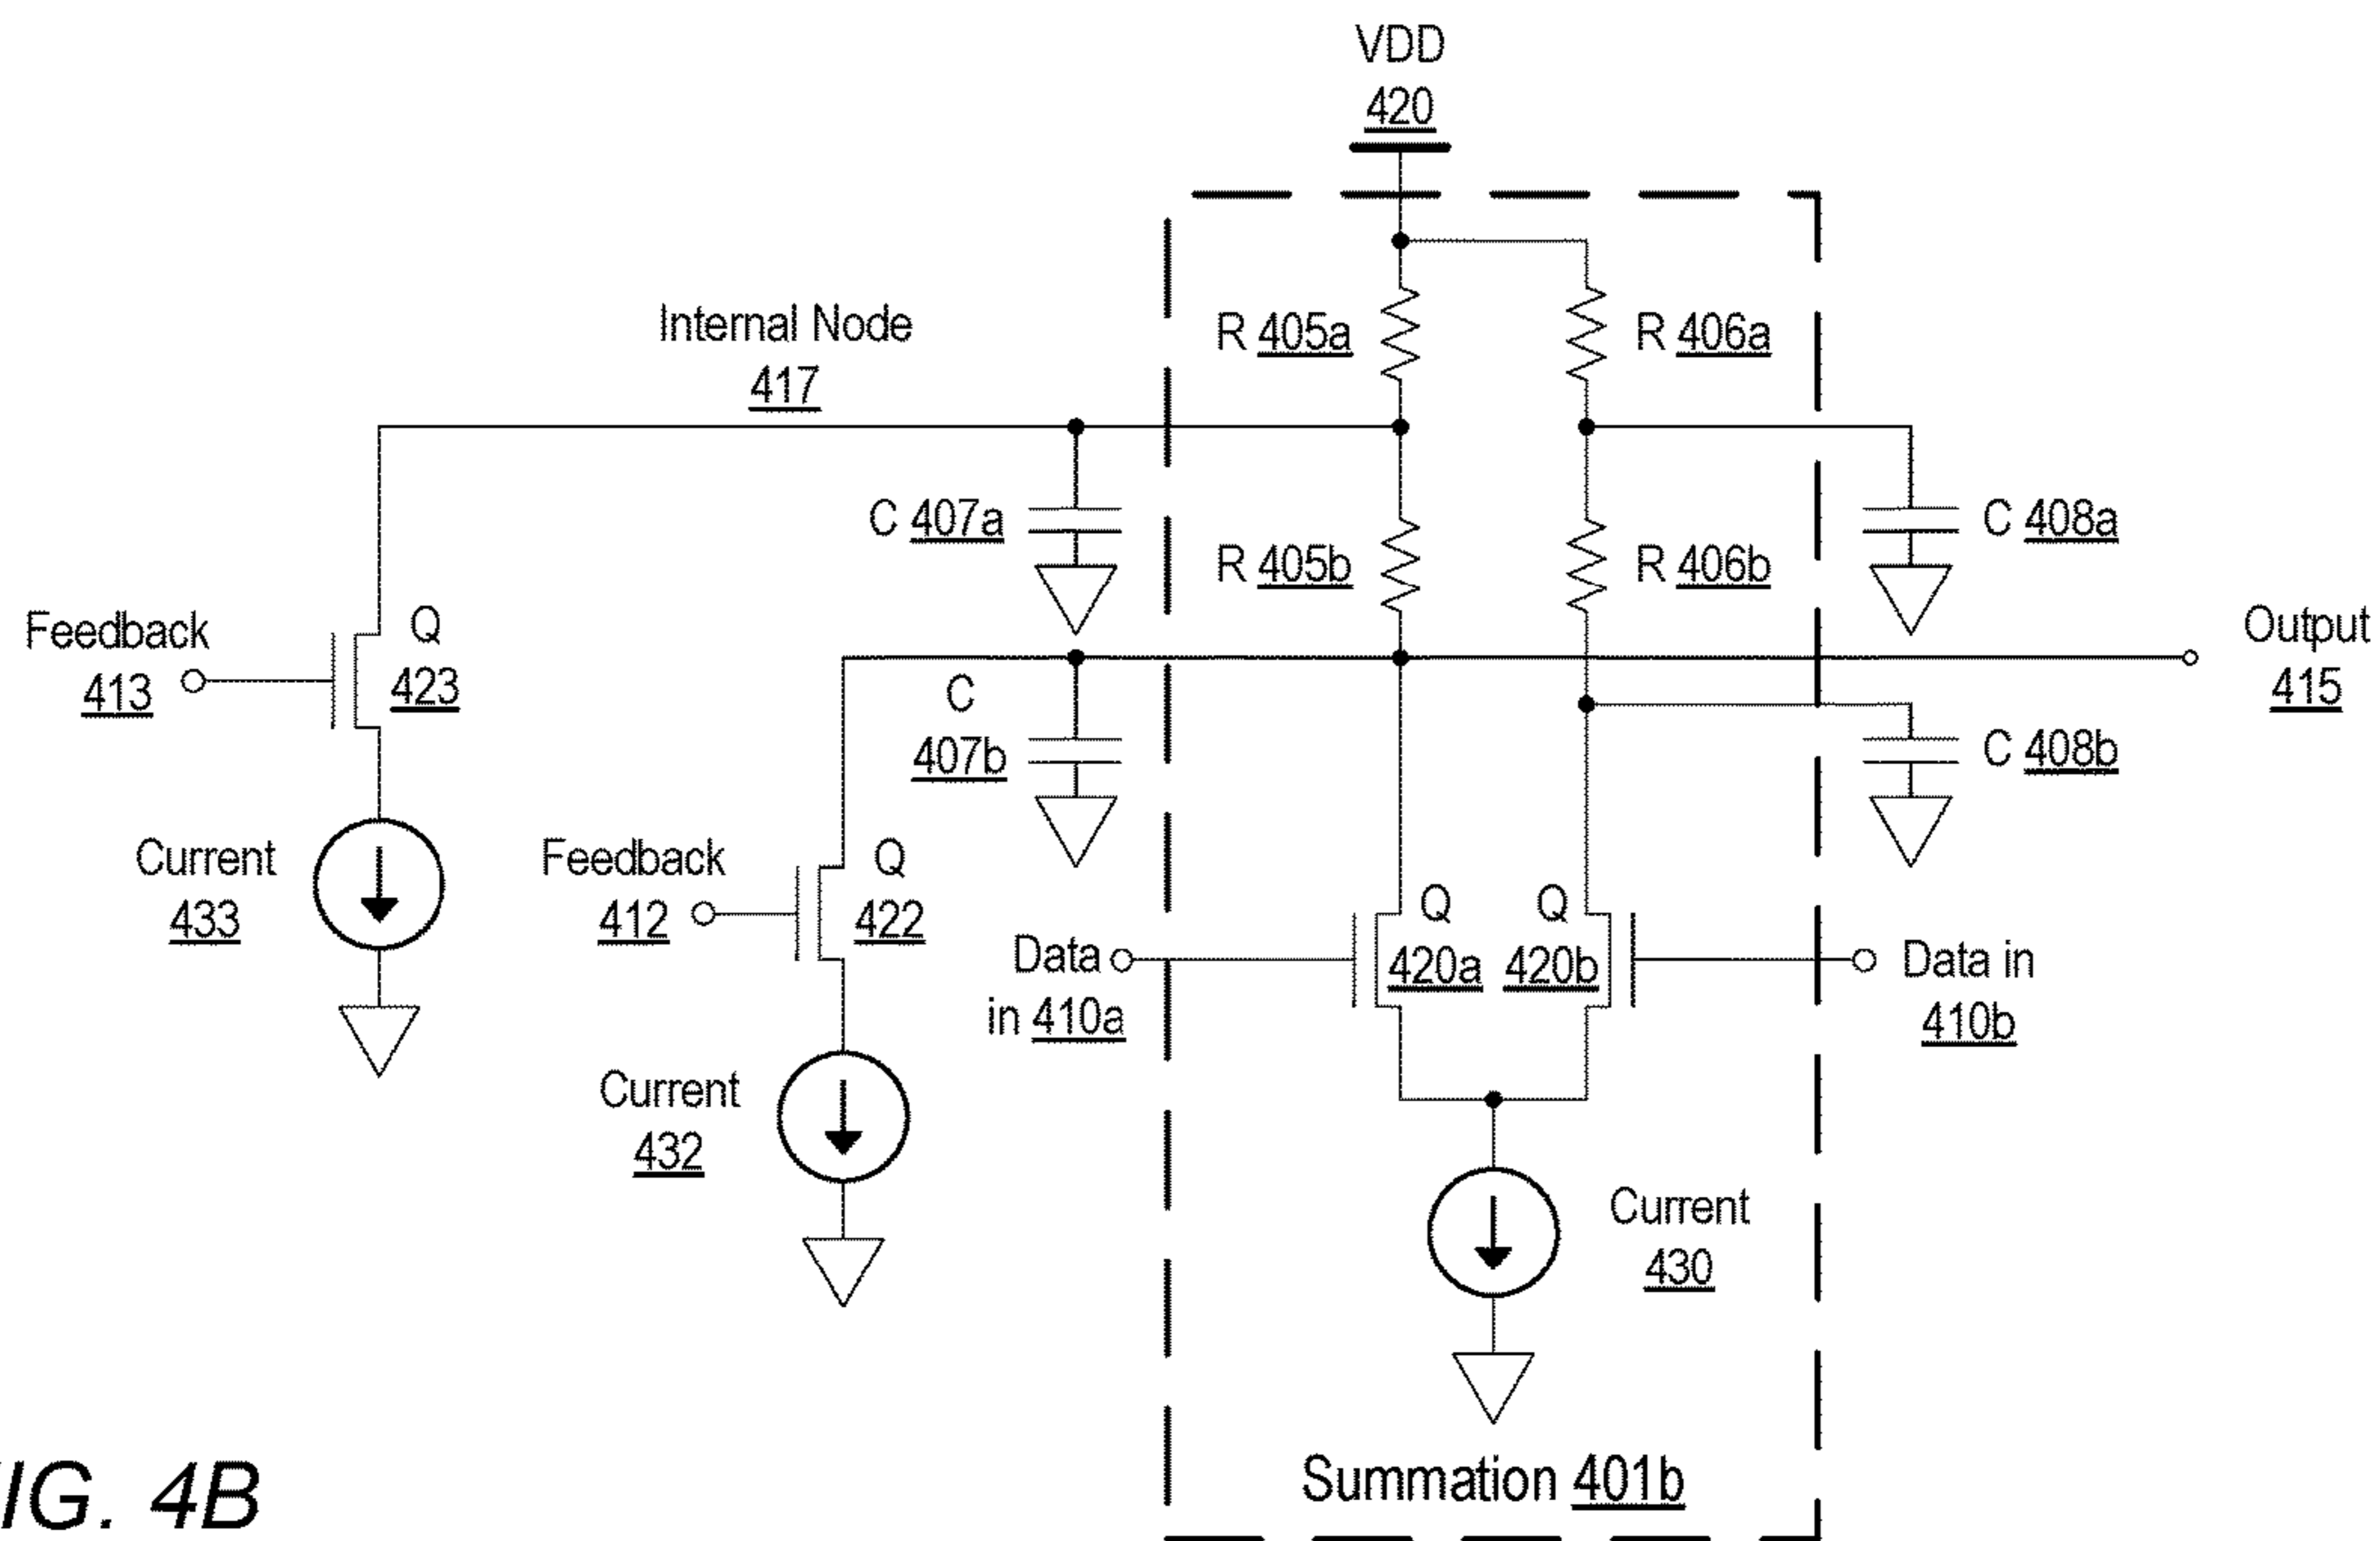 VDD
420
Internal Node
417
R 405a
R 406a
C 407a
C 408a
R 405b
R 406b
Feedback
413
Q
423
Output
415
C
407b
C 408b
Current
433
Feedback
412
Q
422
Data
in 410a
Q
420a
Q
420b
Data in
410b
Current
432
Current
430
Summation 401b
IG. 4B